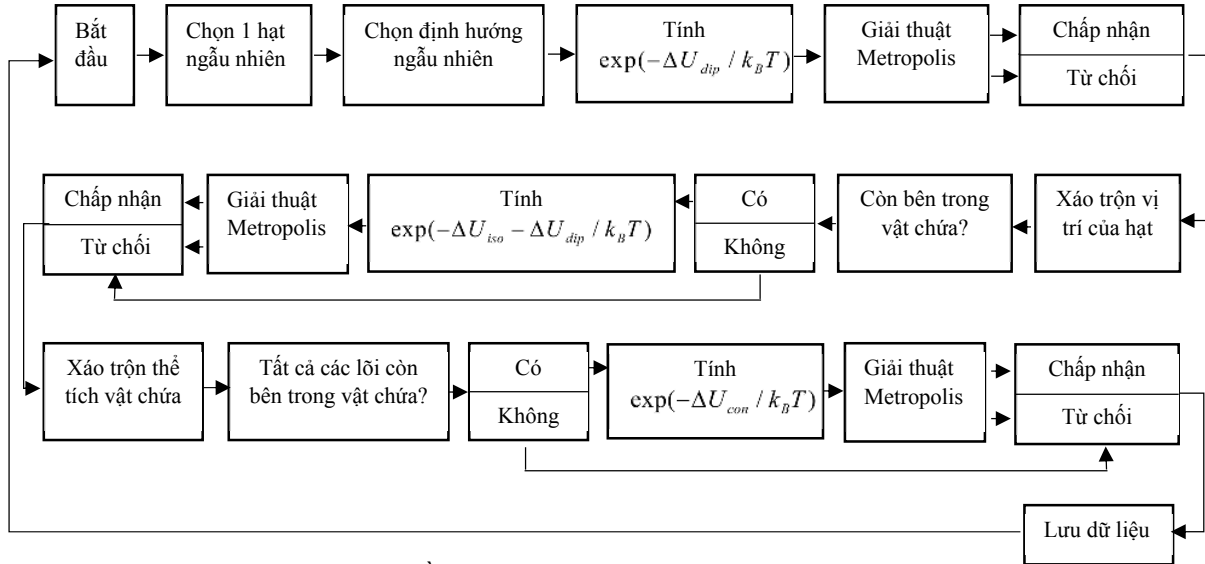 Bắt
đầu
Chọn 1 hạt
ngẫu nhiên
Chọn định hướng
ngẫu nhiên
Tính
exp(−ΔU_dip / k_B T)
Giải thuật
Metropolis
Chấp nhận
Từ chối
Xáo trộn vị
trí của hạt
Còn bên trong
vật chứa?
Có
Không
Tính
exp(−ΔU_iso − ΔU_dip / k_B T)
Giải thuật
Metropolis
Chấp nhận
Từ chối
Xáo trộn thể
tích vật chứa
Tất cả các lõi còn
bên trong vật chứa?
Có
Không
Tính
exp(−ΔU_con / k_B T)
Giải thuật
Metropolis
Chấp nhận
Từ chối
Lưu dữ liệu